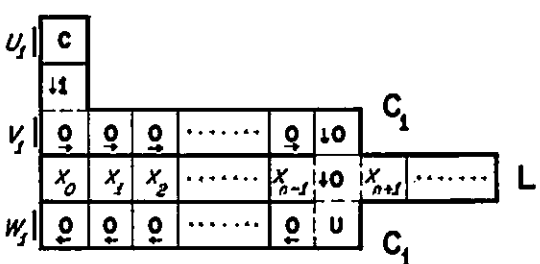 U₁ C
↓1
V₁ 0→ 0→ 0→ ········ 0→ ↓0 C₁
X₀ X₁ X₂ ······· Xₙ₋₁ ↓0 Xₙ₊₁ ······· L
W₁ 0← 0← 0← ········ 0← U C₁